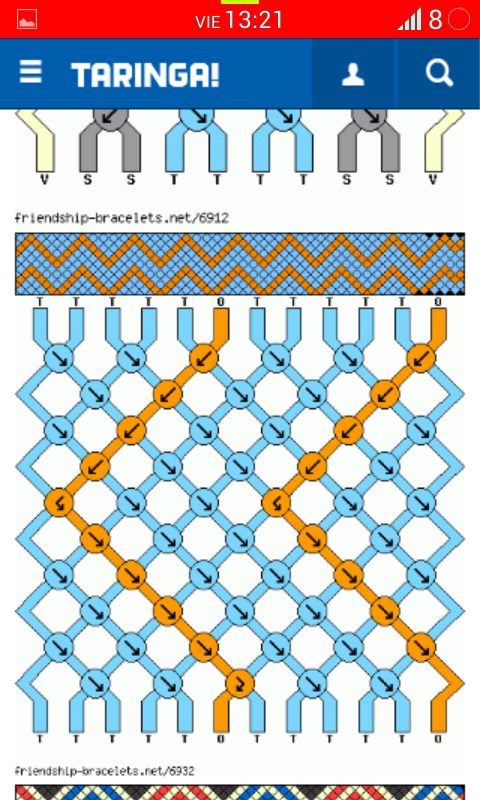 VIE 13:21
8
TARINGA!
V S S T T T T S S V
friendship-bracelets.net/6912
T T T T T O T T T T T O
T T T T T O T T T T T O
friendship-bracelets.net/6932